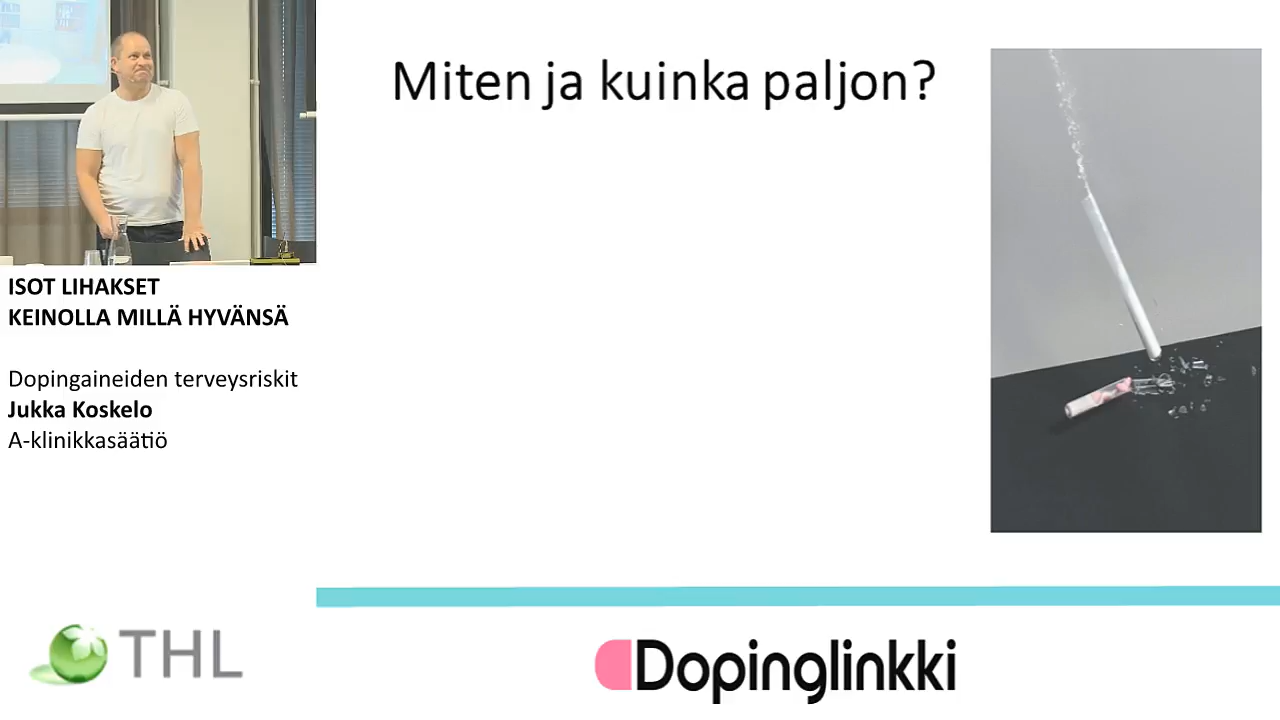 Miten ja kuinka paljon?
ISOT LIHAKSET
KEINOLLA MILLÄ HYVÄNSÄ
Dopingaineiden terveysriskit
Jukka Koskelo
A-klinikkasäätiö
THL
Dopinglinkki